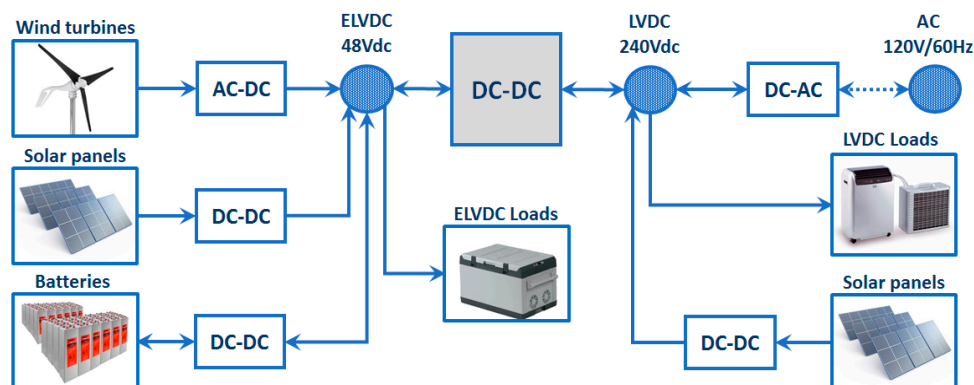 Wind turbines
ELVDC
48Vdc
LVDC
240Vdc
AC
120V/60Hz
AC-DC
DC-DC
DC-AC
Solar panels
LVDC Loads
DC-DC
ELVDC Loads
Batteries
Solar panels
DC-DC
DC-DC